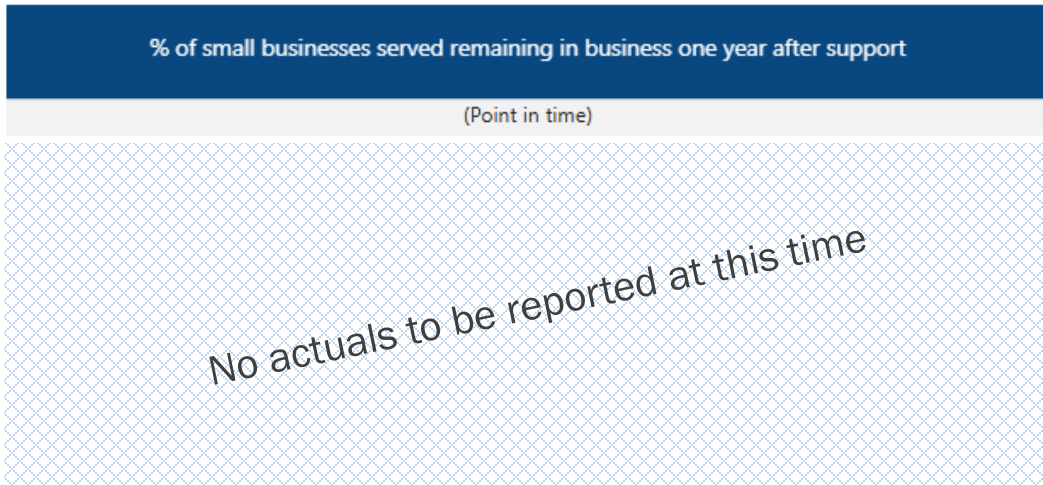 % of small businesses served remaining in business one year after support
(Point in time)
No actuals to be reported at this time